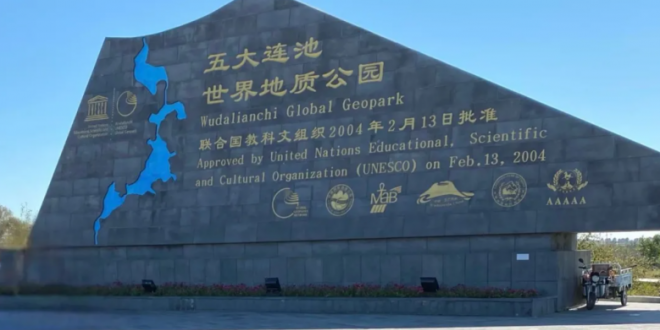 五大连池
世界地质公园
Wudalianchi Global Geopark
联合国教科文组织2004年2月13日批准
Approved by United Nations Educational, Scientific
and Cultural Organization (UNESCO) on Feb.13, 2004
MAB
AAAAA